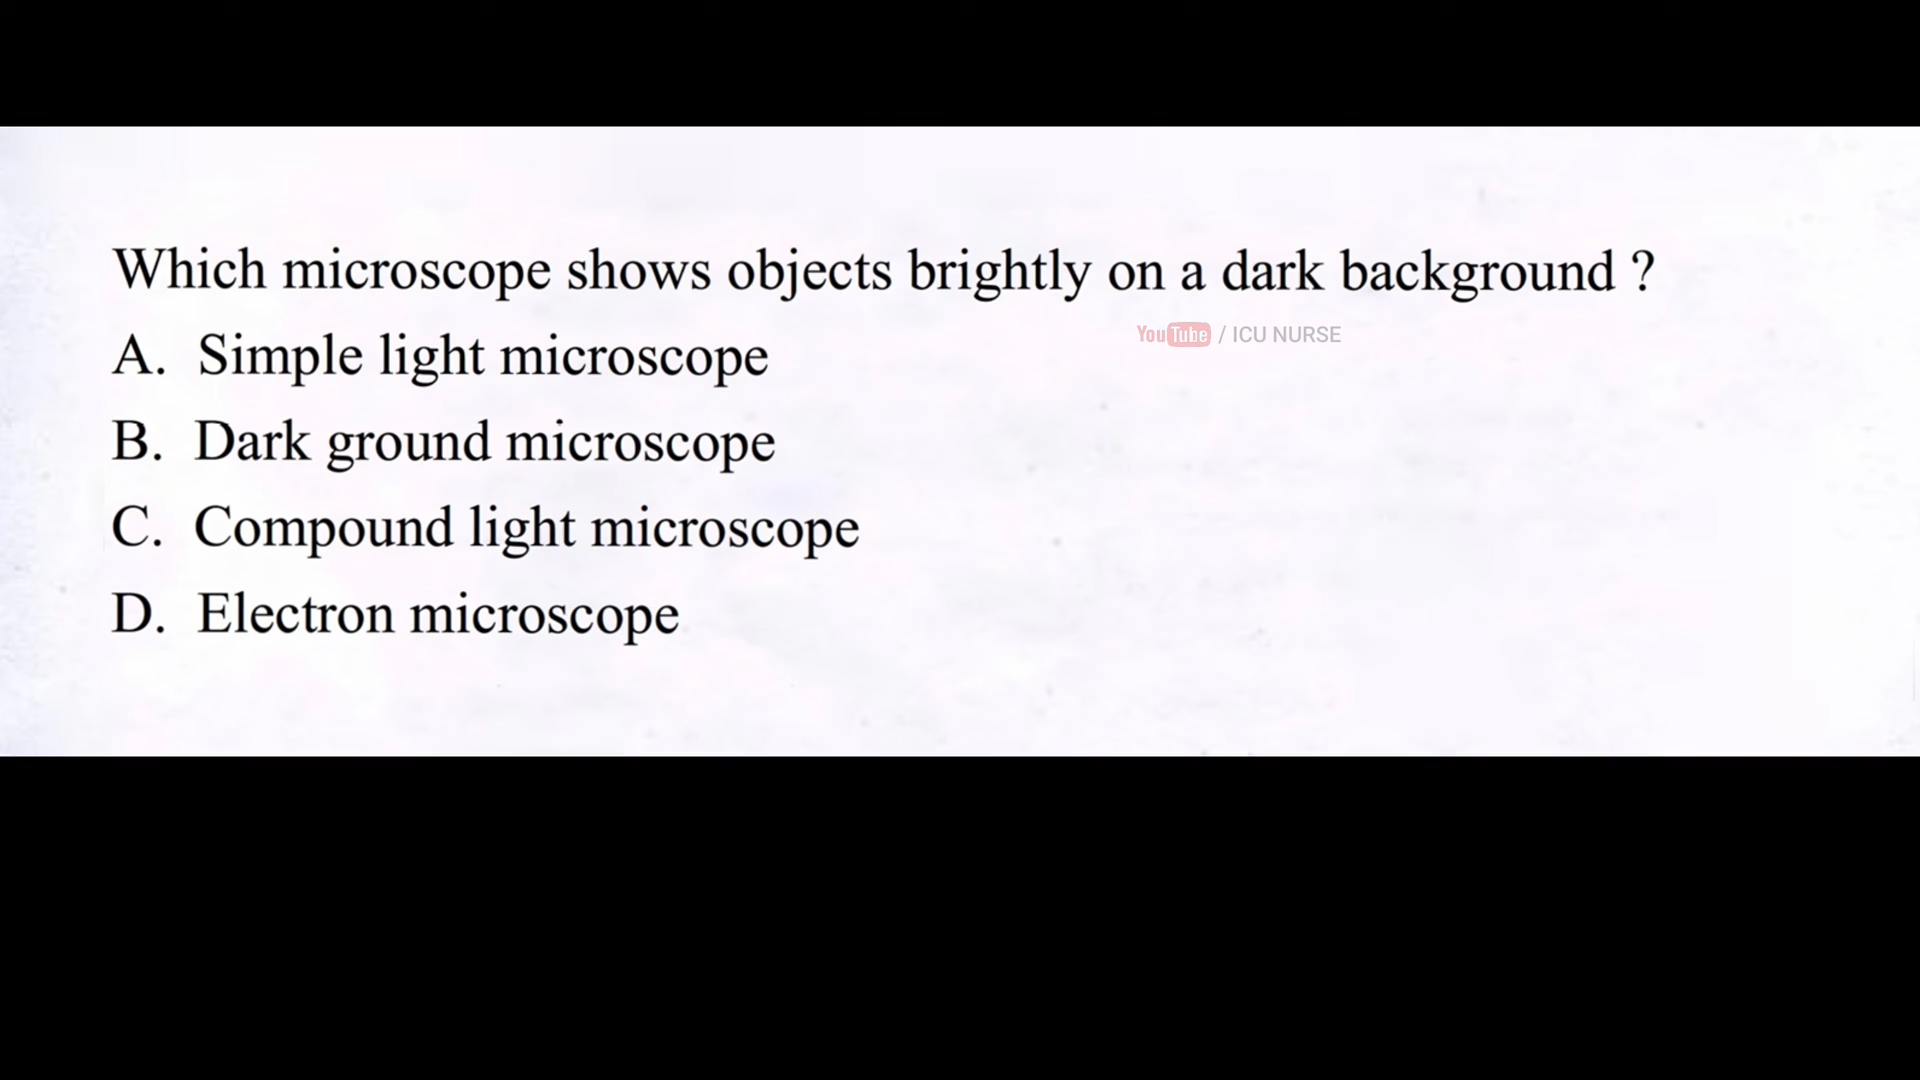 Which microscope shows objects brightly on a dark background ?
YouTube / ICU NURSE
A. Simple light microscope
B. Dark ground microscope
C. Compound light microscope
D. Electron microscope